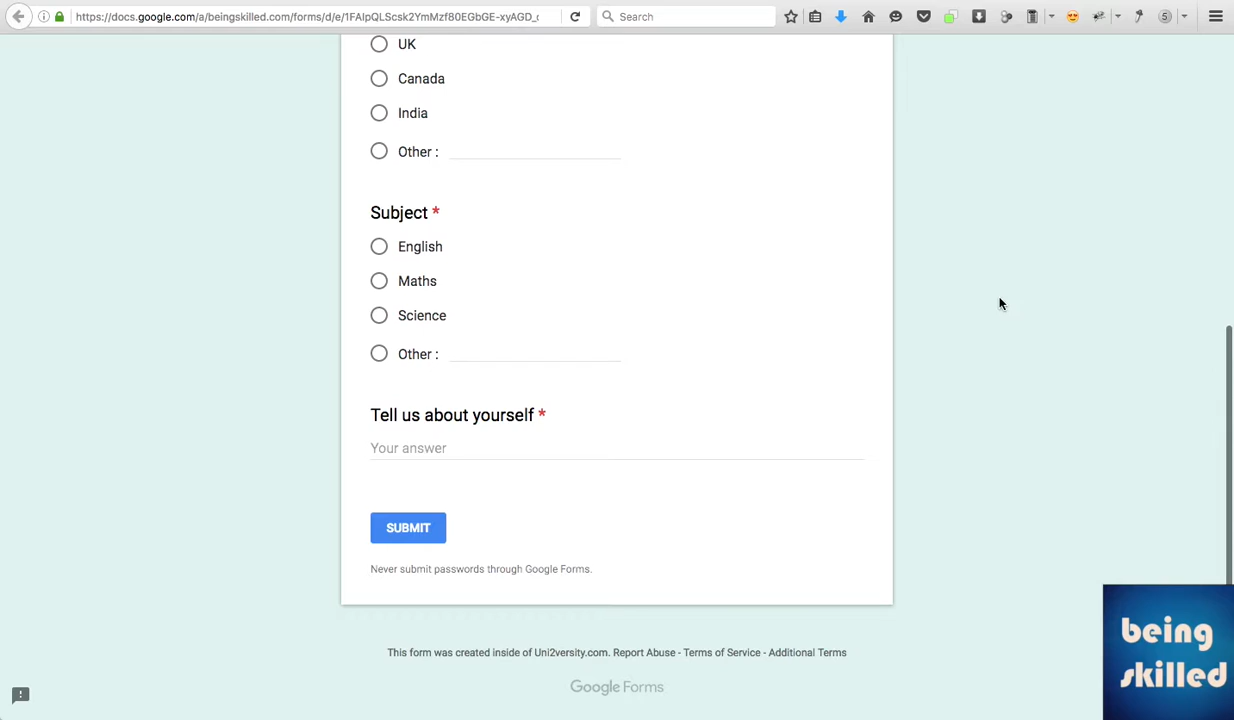 https://docs.google.com/a/beingskilled.com/forms/d/e/1FAIpQLScsk2YmMzf80EGbGE-xyAGD_c
Search
UK
Canada
India
Other :
Subject *
English
Maths
Science
Other :
Tell us about yourself *
Your answer
SUBMIT
Never submit passwords through Google Forms.
This form was created inside of Uni2versity.com. Report Abuse - Terms of Service - Additional Terms
Google Forms
being
skilled